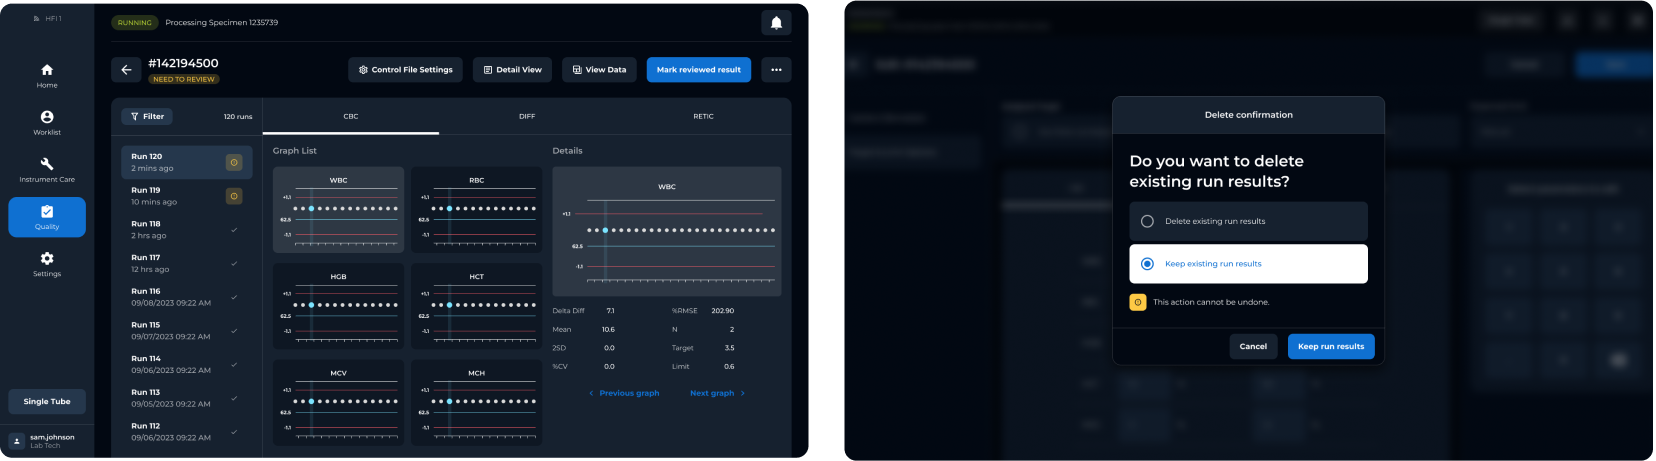 HFI 1
Home
Worklist
Instrument Care
Quality
Settings
Single Tube
sam.johnson
Lab Tech
RUNNING
Processing Specimen 1235739
#142194500
NEED TO REVIEW
Control File Settings
Detail View
View Data
Mark reviewed result
Filter
120 runs
Run 120
2 mins ago
Run 119
10 mins ago
Run 118
2 hrs ago
Run 117
12 hrs ago
Run 116
09/08/2023 09:22 AM
Run 115
09/07/2023 09:22 AM
Run 114
09/06/2023 09:22 AM
Run 113
09/05/2023 09:22 AM
Run 112
09/06/2023 09:22 AM
CBC
DIFF
RETIC
Graph List
WBC
+1.1
62.5
-1.1
RBC
+1.1
62.5
-1.1
HGB
+1.1
62.5
-1.1
HCT
+1.1
62.5
-1.1
MCV
+1.1
62.5
-1.1
MCH
+1.1
62.5
-1.1
Details
WBC
+1.1
62.5
-1.1
Delta Diff 7.1
%RMSE 202.90
Mean 10.6
N 2
2SD 0.0
Target 3.5
%CV 0.0
Limit 0.6
Previous graph
Next graph
Delete confirmation
Do you want to delete
existing run results?
Delete existing run results
Keep existing run results
This action cannot be undone.
Cancel
Keep run results